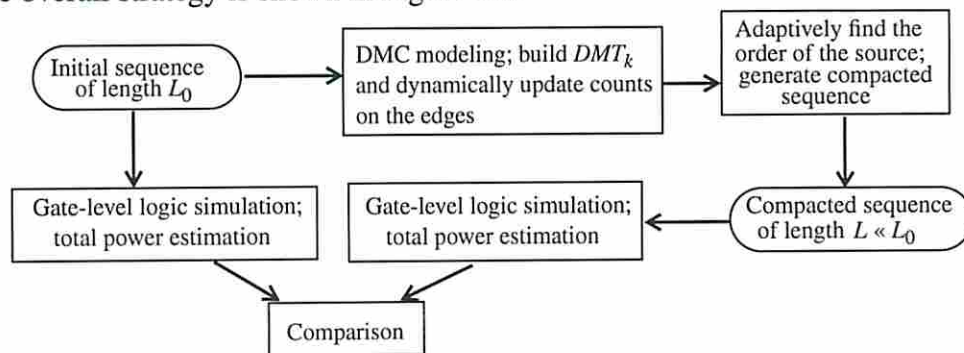 Initial sequence
of length L₀
DMC modeling; build DMTₖ
and dynamically update counts
on the edges
Adaptively find the
order of the source;
generate compacted
sequence
Gate-level logic simulation;
total power estimation
Gate-level logic simulation;
total power estimation
Compacted sequence
of length L « L₀
Comparison